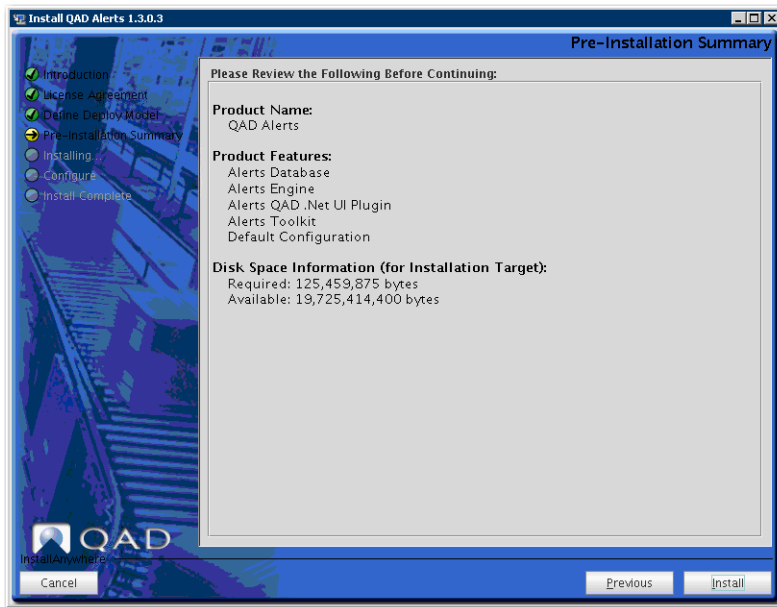 Install QAD Alerts 1.3.0.3
Pre-Installation Summary
Introduction
License Agreement
Define Deploy Model
Pre-Installation Summary
Installing...
Configure
Install Complete
Please Review the Following Before Continuing:
Product Name:
QAD Alerts
Product Features:
Alerts Database
Alerts Engine
Alerts QAD .Net UI Plugin
Alerts Toolkit
Default Configuration
Disk Space Information (for Installation Target):
Required: 125,459,875 bytes
Available: 19,725,414,400 bytes
QAD
InstallAnywhere
Cancel
Previous
Install